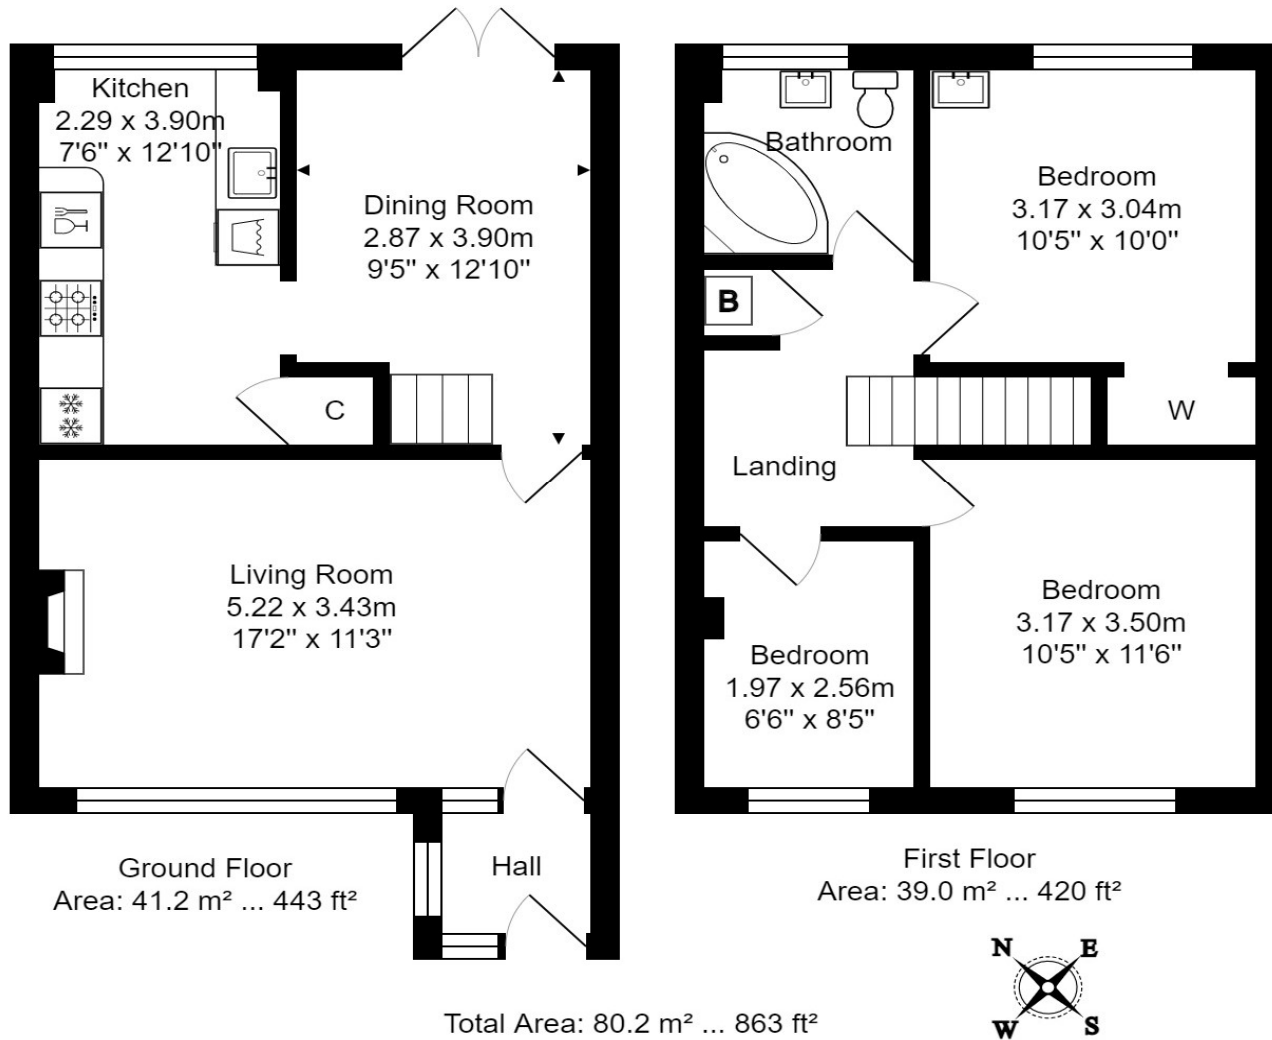 Kitchen
2.29 x 3.90m
7'6" x 12'10"
Dining Room
2.87 x 3.90m
9'5" x 12'10"
C
Living Room
5.22 x 3.43m
17'2" x 11'3"
Hall
Ground Floor
Area: 41.2 m² ... 443 ft²
Bathroom
Bedroom
3.17 x 3.04m
10'5" x 10'0"
B
W
Landing
Bedroom
3.17 x 3.50m
10'5" x 11'6"
Bedroom
1.97 x 2.56m
6'6" x 8'5"
First Floor
Area: 39.0 m² ... 420 ft²
N E
W S
Total Area: 80.2 m² ... 863 ft²